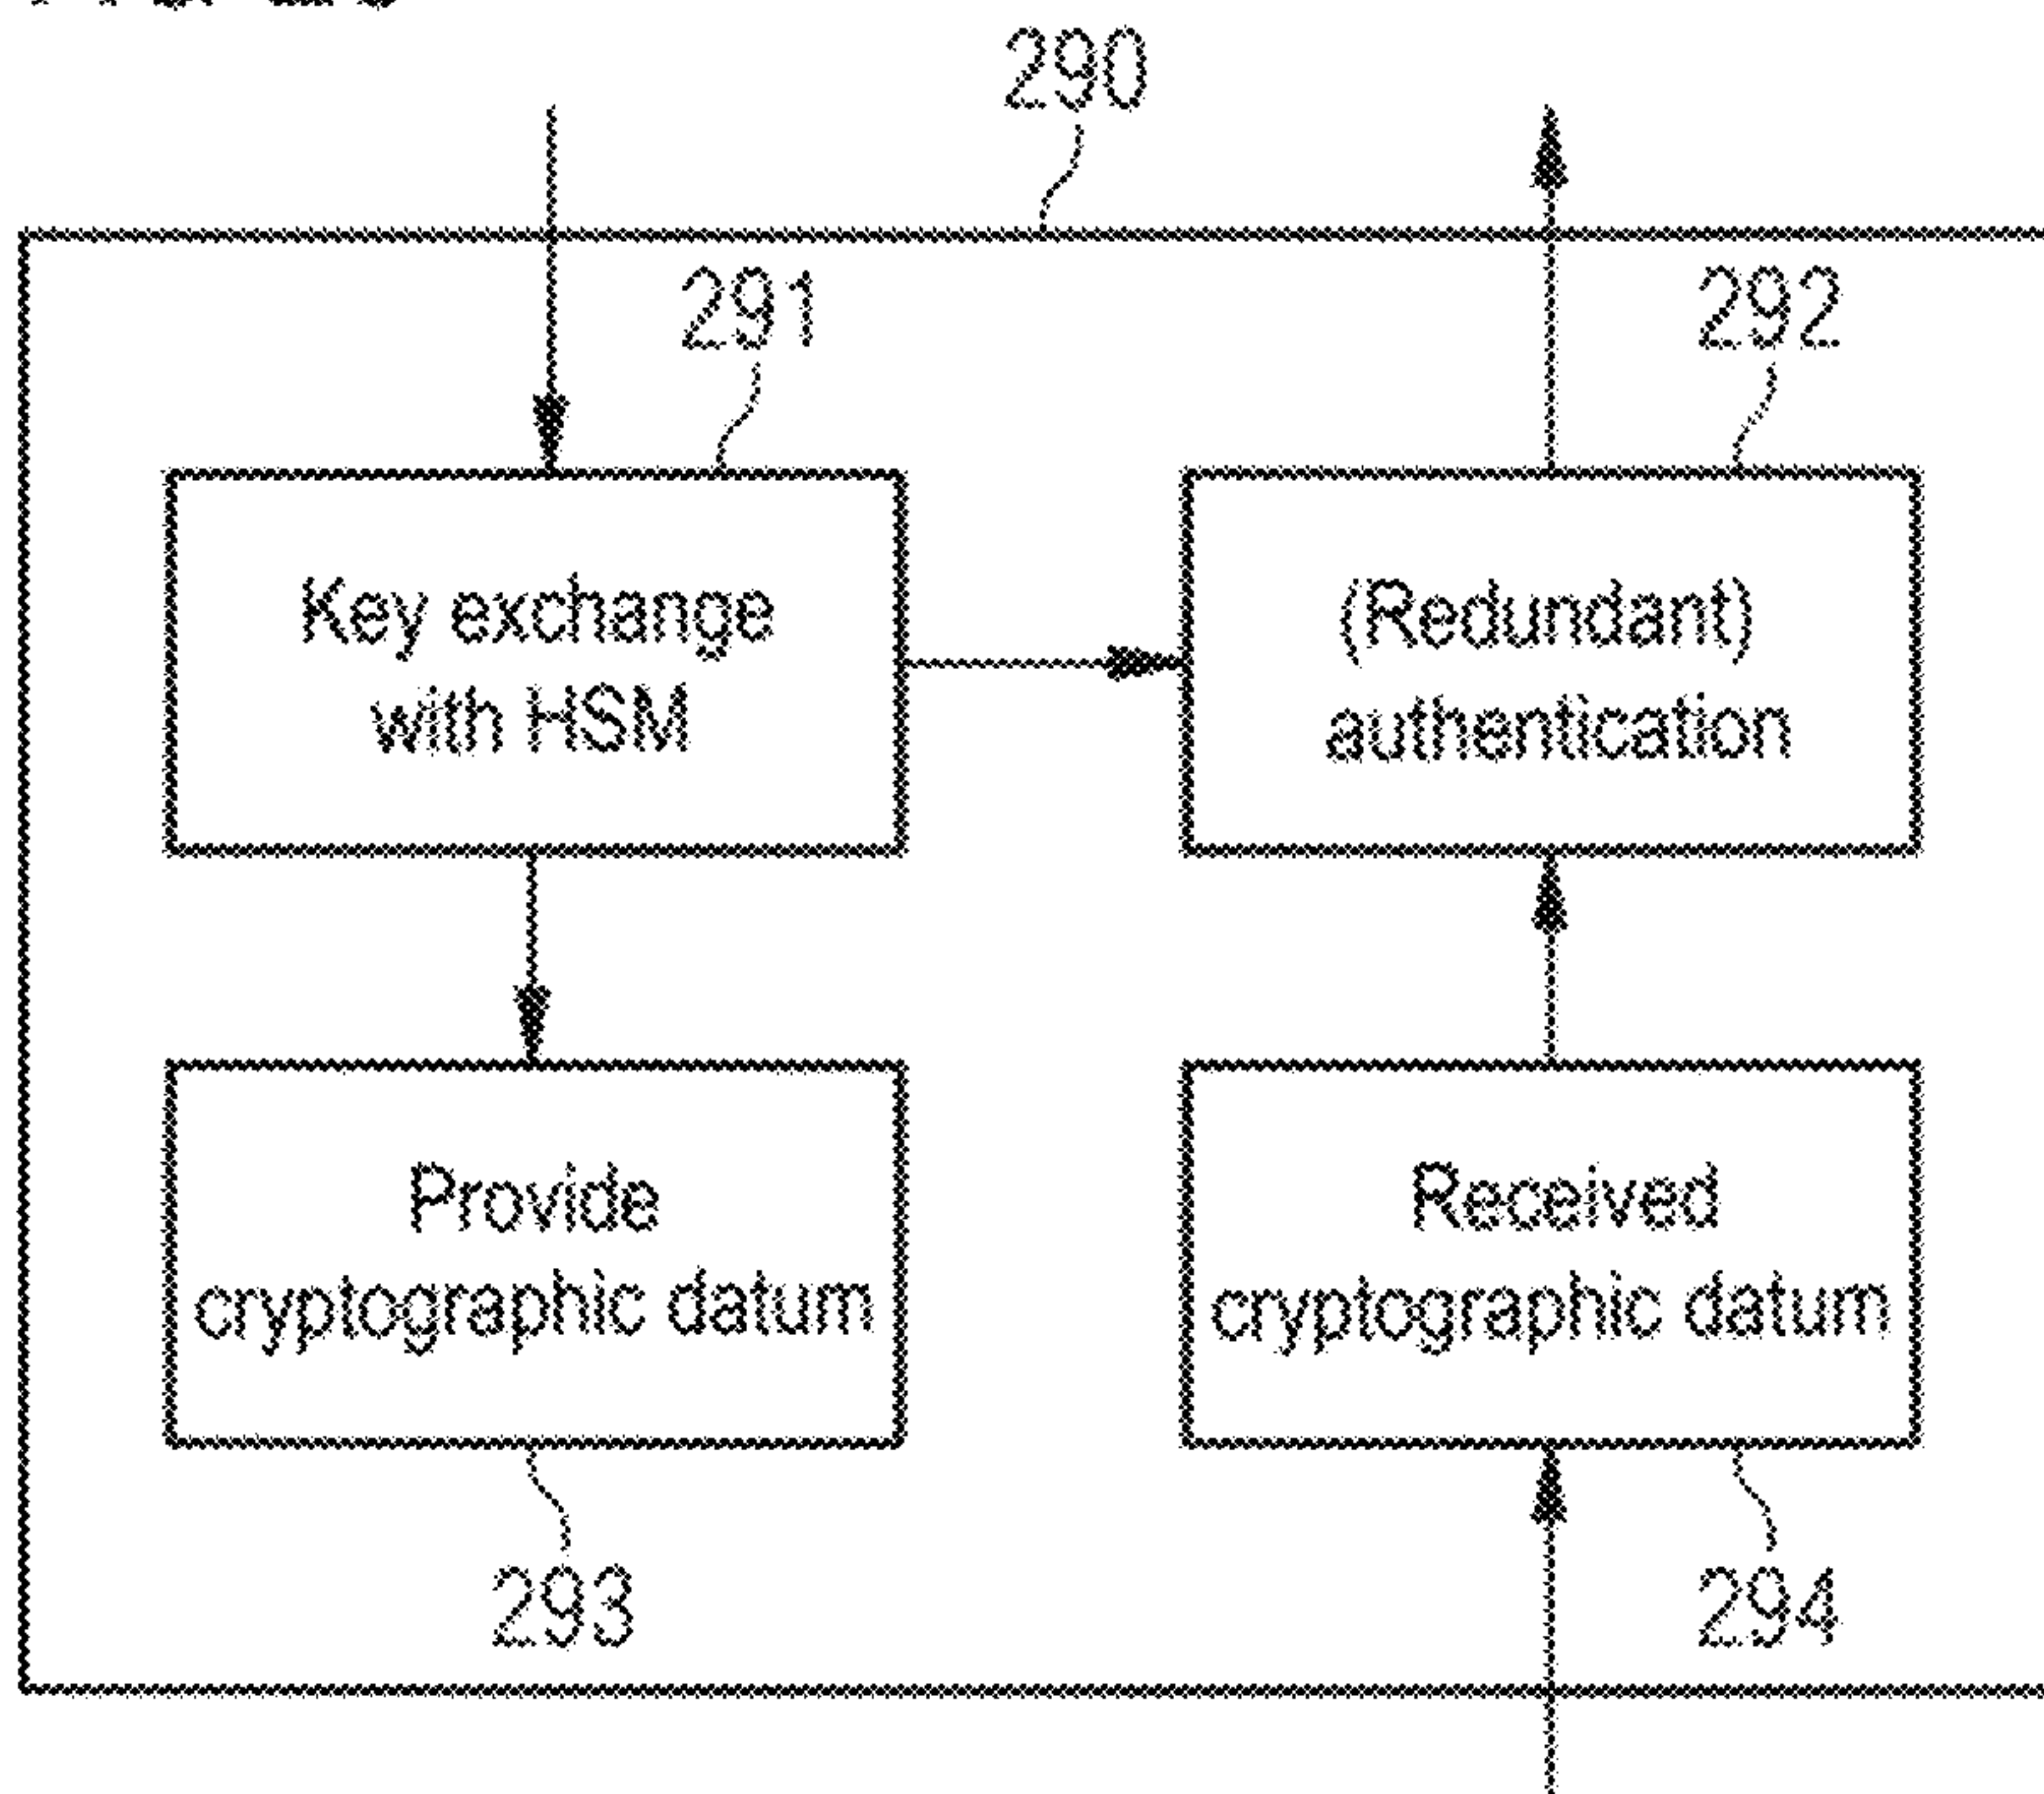 290
291
292
Key exchange
with HSM
(Redundant)
authentication
Provide
cryptographic datum
Received
cryptographic datum
293
294